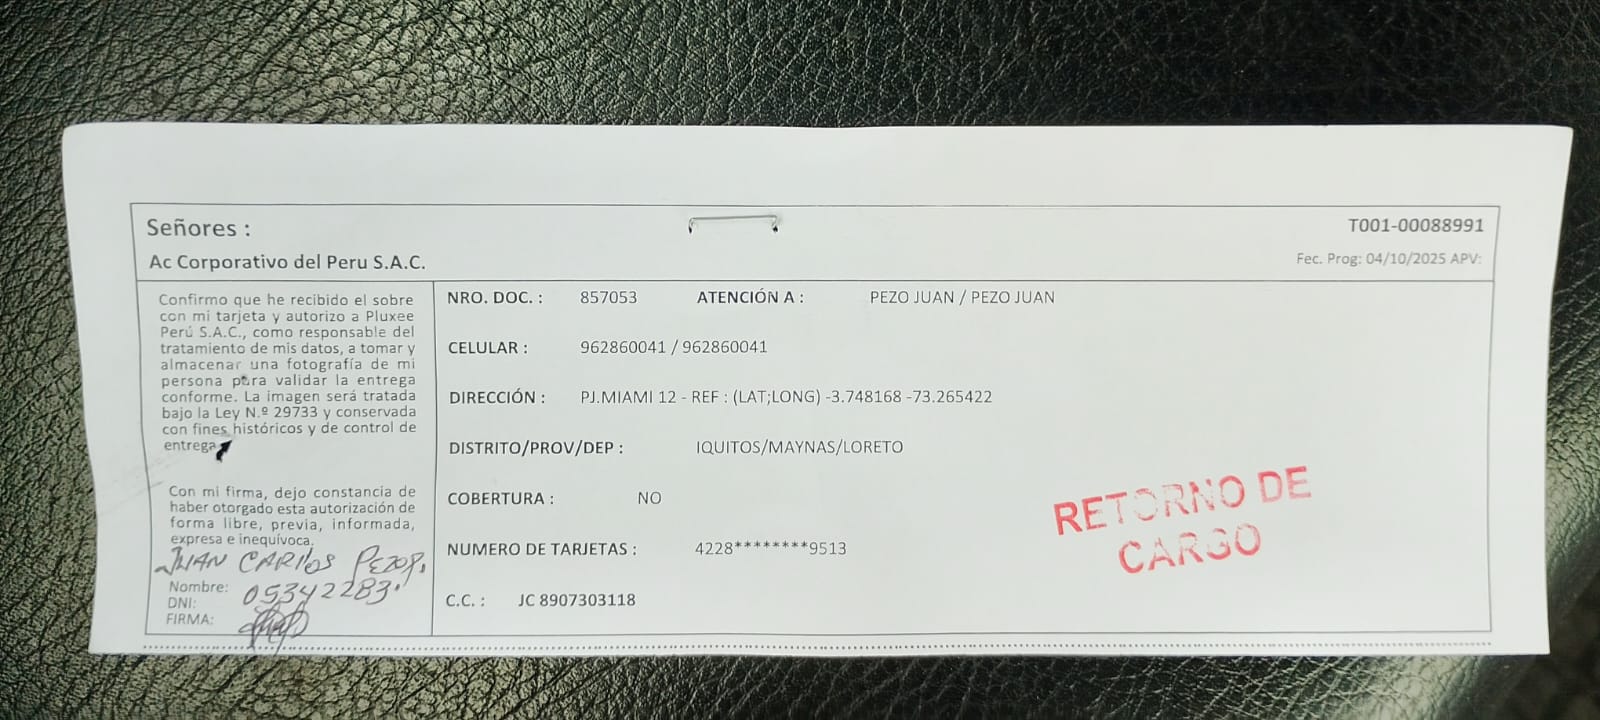 Señores :
Ac Corporativo del Peru S.A.C.
T001-00088991
Fec. Prog: 04/10/2025 APV:
Confirmo que he recibido el sobre
con mi tarjeta y autorizo a Pluxee
Perú S.A.C., como responsable del
tratamiento de mis datos, a tomar y
almacenar una fotografía de mi
persona para validar la entrega
conforme. La imagen será tratada
bajo la Ley N.º 29733 y conservada
con fines históricos y de control de
entrega
Con mi firma, dejo constancia de
haber otorgado esta autorización de
forma libre, previa, informada,
expresa e inequívoca.
JUAN CARlos PEZO P.
Nombre:
DNI: 05342283.
FIRMA:
NRO. DOC. : 857053 ATENCIÓN A : PEZO JUAN / PEZO JUAN
CELULAR : 962860041 / 962860041
DIRECCIÓN : PJ.MIAMI 12 - REF : (LAT;LONG) -3.748168 -73.265422
DISTRITO/PROV/DEP : IQUITOS/MAYNAS/LORETO
COBERTURA : NO
NUMERO DE TARJETAS : 4228********9513
C.C. : JC 8907303118
RETORNO DE
CARGO